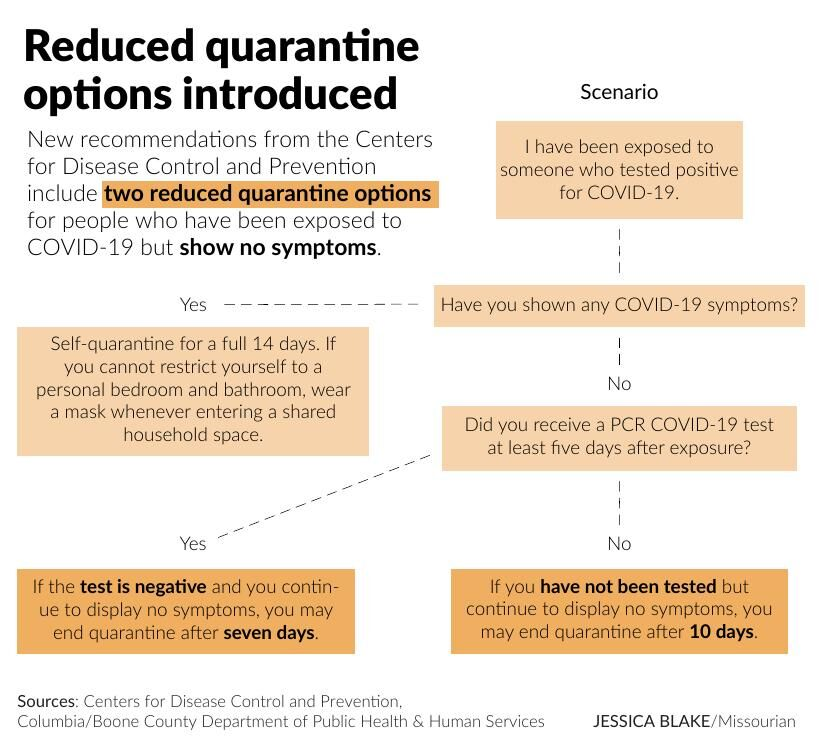 Reduced quarantine
options introduced
New recommendations from the Centers
for Disease Control and Prevention
include two reduced quarantine options
for people who have been exposed to
COVID-19 but show no symptoms.
Scenario
I have been exposed to
someone who tested positive
for COVID-19.
Have you shown any COVID-19 symptoms?
Yes
Self-quarantine for a full 14 days. If
you cannot restrict yourself to a
personal bedroom and bathroom, wear
a mask whenever entering a shared
household space.
No
Did you receive a PCR COVID-19 test
at least five days after exposure?
Yes
If the test is negative and you contin-
ue to display no symptoms, you may
end quarantine after seven days.
No
If you have not been tested but
continue to display no symptoms, you
may end quarantine after 10 days.
Sources: Centers for Disease Control and Prevention,
Columbia/Boone County Department of Public Health & Human Services
JESSICA BLAKE/Missourian